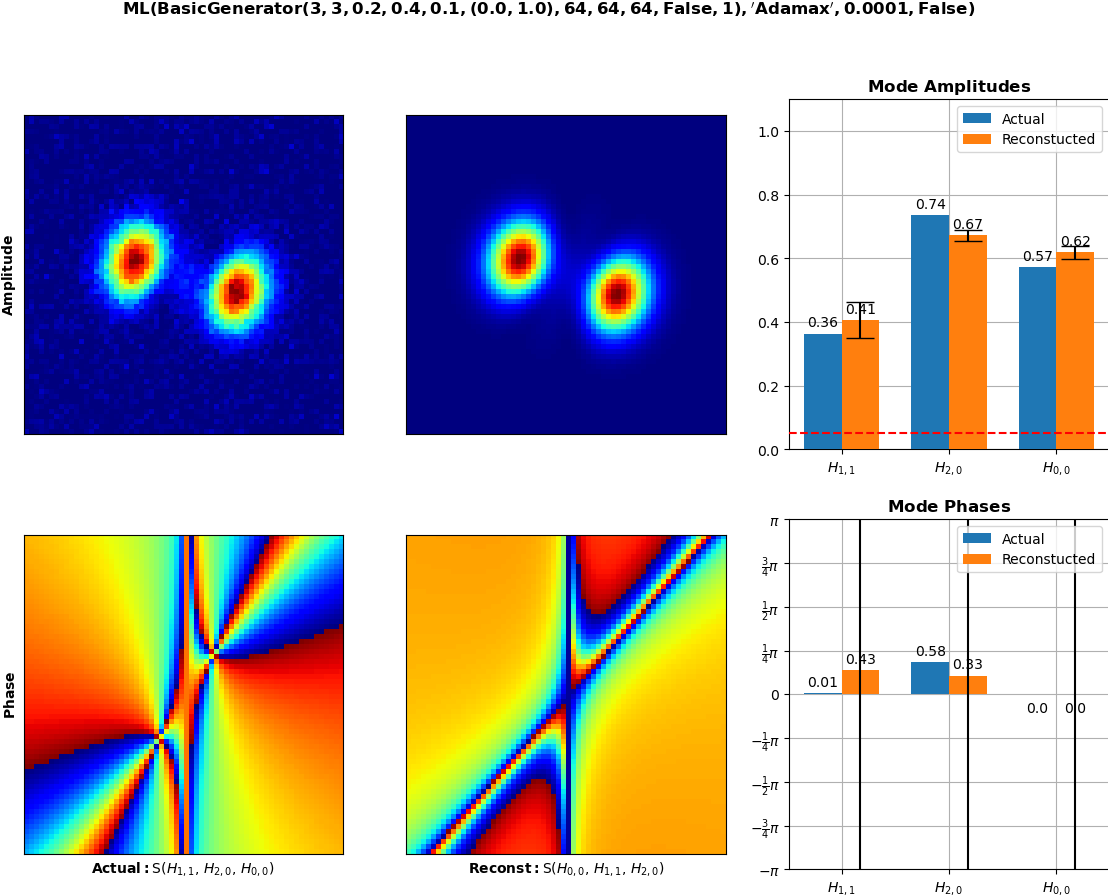 ML(BasicGenerator(3, 3, 0.2, 0.4, 0.1, (0.0, 1.0), 64, 64, 64, False, 1), 'Adamax', 0.0001, False)
Amplitude
Mode Amplitudes
Actual
Reconstucted
1.0
0.8
0.6
0.4
0.2
0.0
0.36
0.41
0.74
0.67
0.57
0.62
H1,1
H2,0
H0,0
Phase
Actual: S(H1,1, H2,0, H0,0)
Reconst: S(H0,0, H1,1, H2,0)
Mode Phases
Actual
Reconstucted
π
3/4π
1/2π
1/4π
0
−1/4π
−1/2π
−3/4π
−π
0.01
0.43
0.58
0.33
0.0
0.0
H1,1
H2,0
H0,0